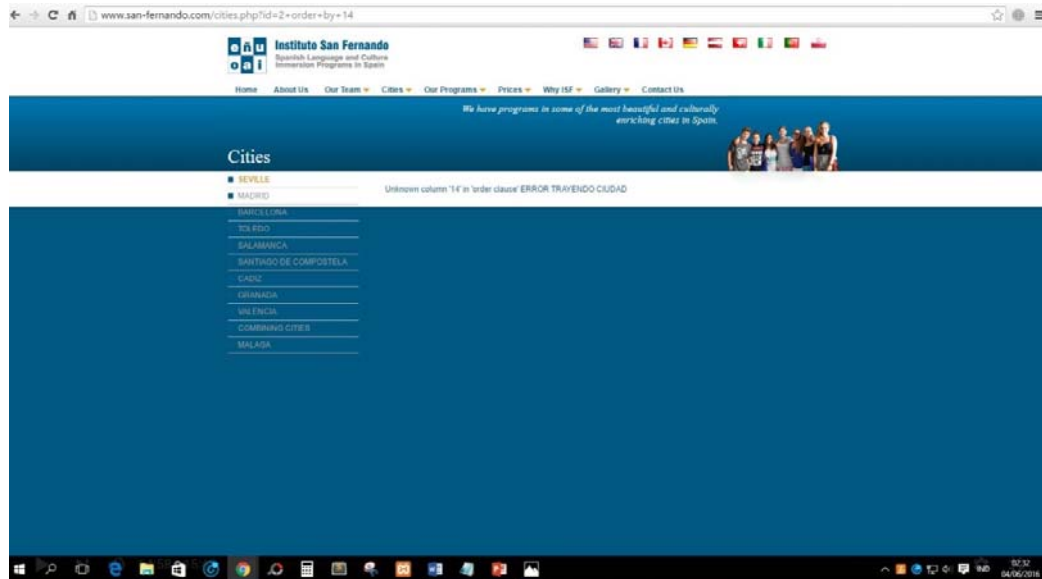 www.san-fernando.com/cities.php?id=2+order+by+14
eñu Instituto San Fernando
oai Spanish Language and Culture
Immersion Programs in Spain
Home About Us Our Team Cities Our Programs Prices Why ISF Gallery Contact Us
We have programs in some of the most beautiful and culturally
enriching cities in Spain.
Cities
SEVILLE
Unknown column '14' in 'order clause' ERROR TRAYENDO CIUDAD
MADRID
BARCELONA
TOLEDO
SALAMANCA
SANTIAGO DE COMPOSTELA
CADIZ
GRANADA
VALENCIA
COMBINING CITIES
MALAGA
IND
02.32
04/06/2016